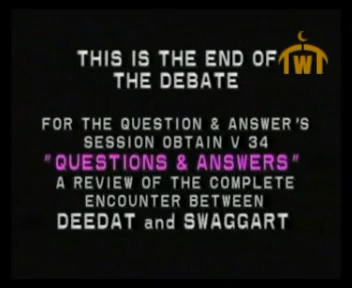 THIS IS THE END OF
THE DEBATE
FOR THE QUESTION & ANSWER'S
SESSION OBTAIN V 34
"QUESTIONS & ANSWERS"
A REVIEW OF THE COMPLETE
ENCOUNTER BETWEEN
DEEDAT and SWAGGART